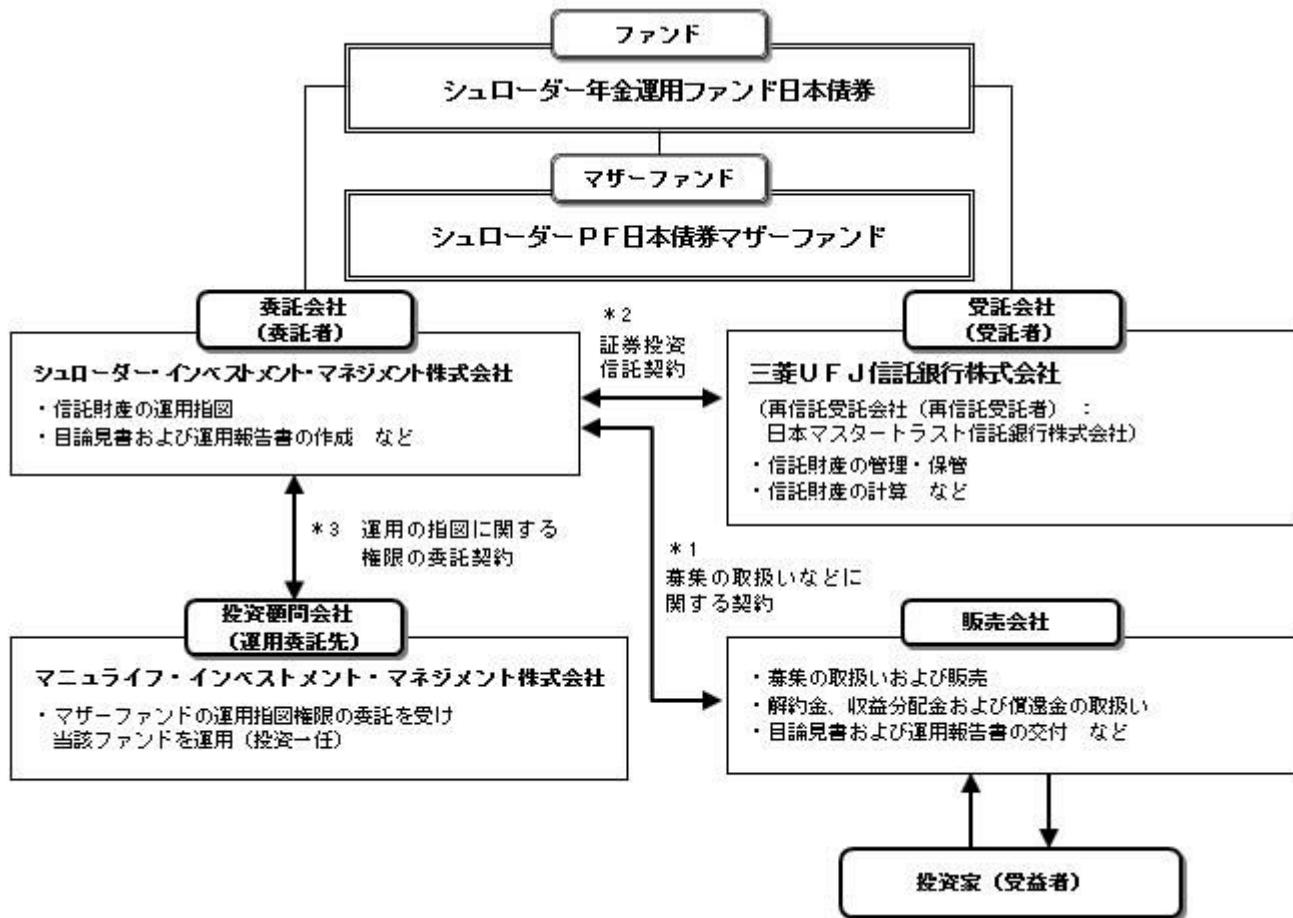 ファンド
シュローダー年金運用ファンド日本債券
マザーファンド
シュローダーＰＦ日本債券マザーファンド
委託会社
（委託者）
シュローダー・インベストメント・マネジメント株式会社
・信託財産の運用指図
・目論見書および運用報告書の作成　など
＊2
証券投資
信託契約
受託会社
（受託者）
三菱ＵＦＪ信託銀行株式会社
（再信託受託会社（再信託受託者）　：
日本マスタートラスト信託銀行株式会社）
・信託財産の管理・保管
・信託財産の計算　など
＊3　運用の指図に関する
権限の委託契約
＊1
募集の取扱いなどに
関する契約
投資顧問会社
（運用委託先）
マニュライフ・インベストメント・マネジメント株式会社
・マザーファンドの運用指図権限の委託を受け
当該ファンドを運用（投資一任）
販売会社
・募集の取扱いおよび販売
・解約金、収益分配金および償還金の取扱い
・目論見書および運用報告書の交付　など
投資家（受益者）